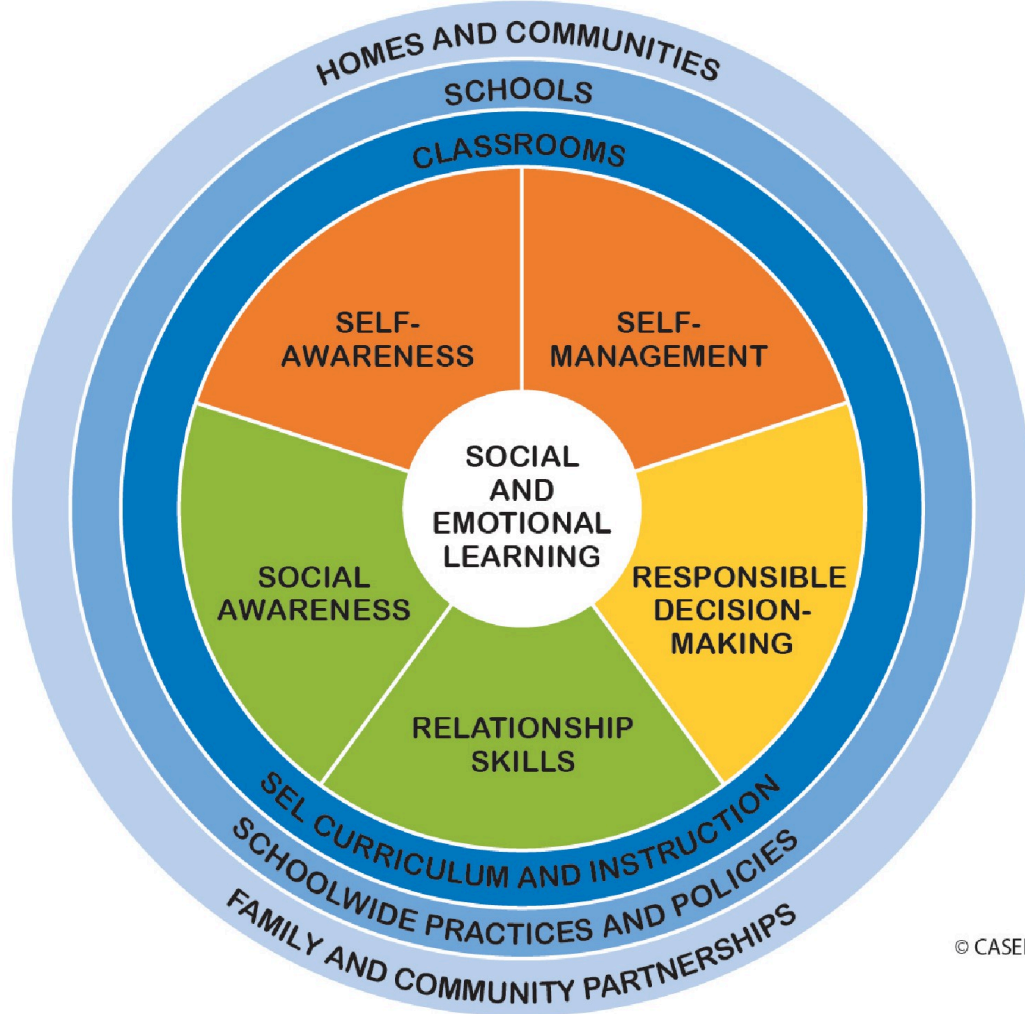 HOMES AND COMMUNITIES
SCHOOLS
CLASSROOMS
SELF-
AWARENESS
SELF-
MANAGEMENT
SOCIAL
AND
EMOTIONAL
LEARNING
SOCIAL
AWARENESS
RESPONSIBLE
DECISION-
MAKING
RELATIONSHIP
SKILLS
SEL CURRICULUM AND INSTRUCTION
SCHOOLWIDE PRACTICES AND POLICIES
FAMILY AND COMMUNITY PARTNERSHIPS
©